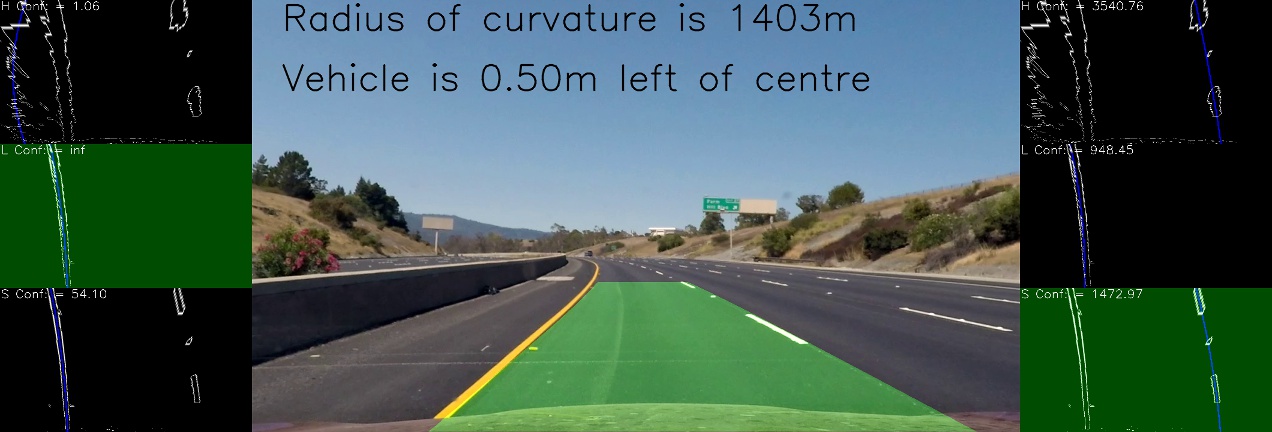 H Conf: = 1.06
L Conf: = inf
S Conf: = 54.10
Radius of curvature is 1403m
Vehicle is 0.50m left of centre
H Conf: = 3540.76
L Conf: = 948.45
S Conf: = 1472.97